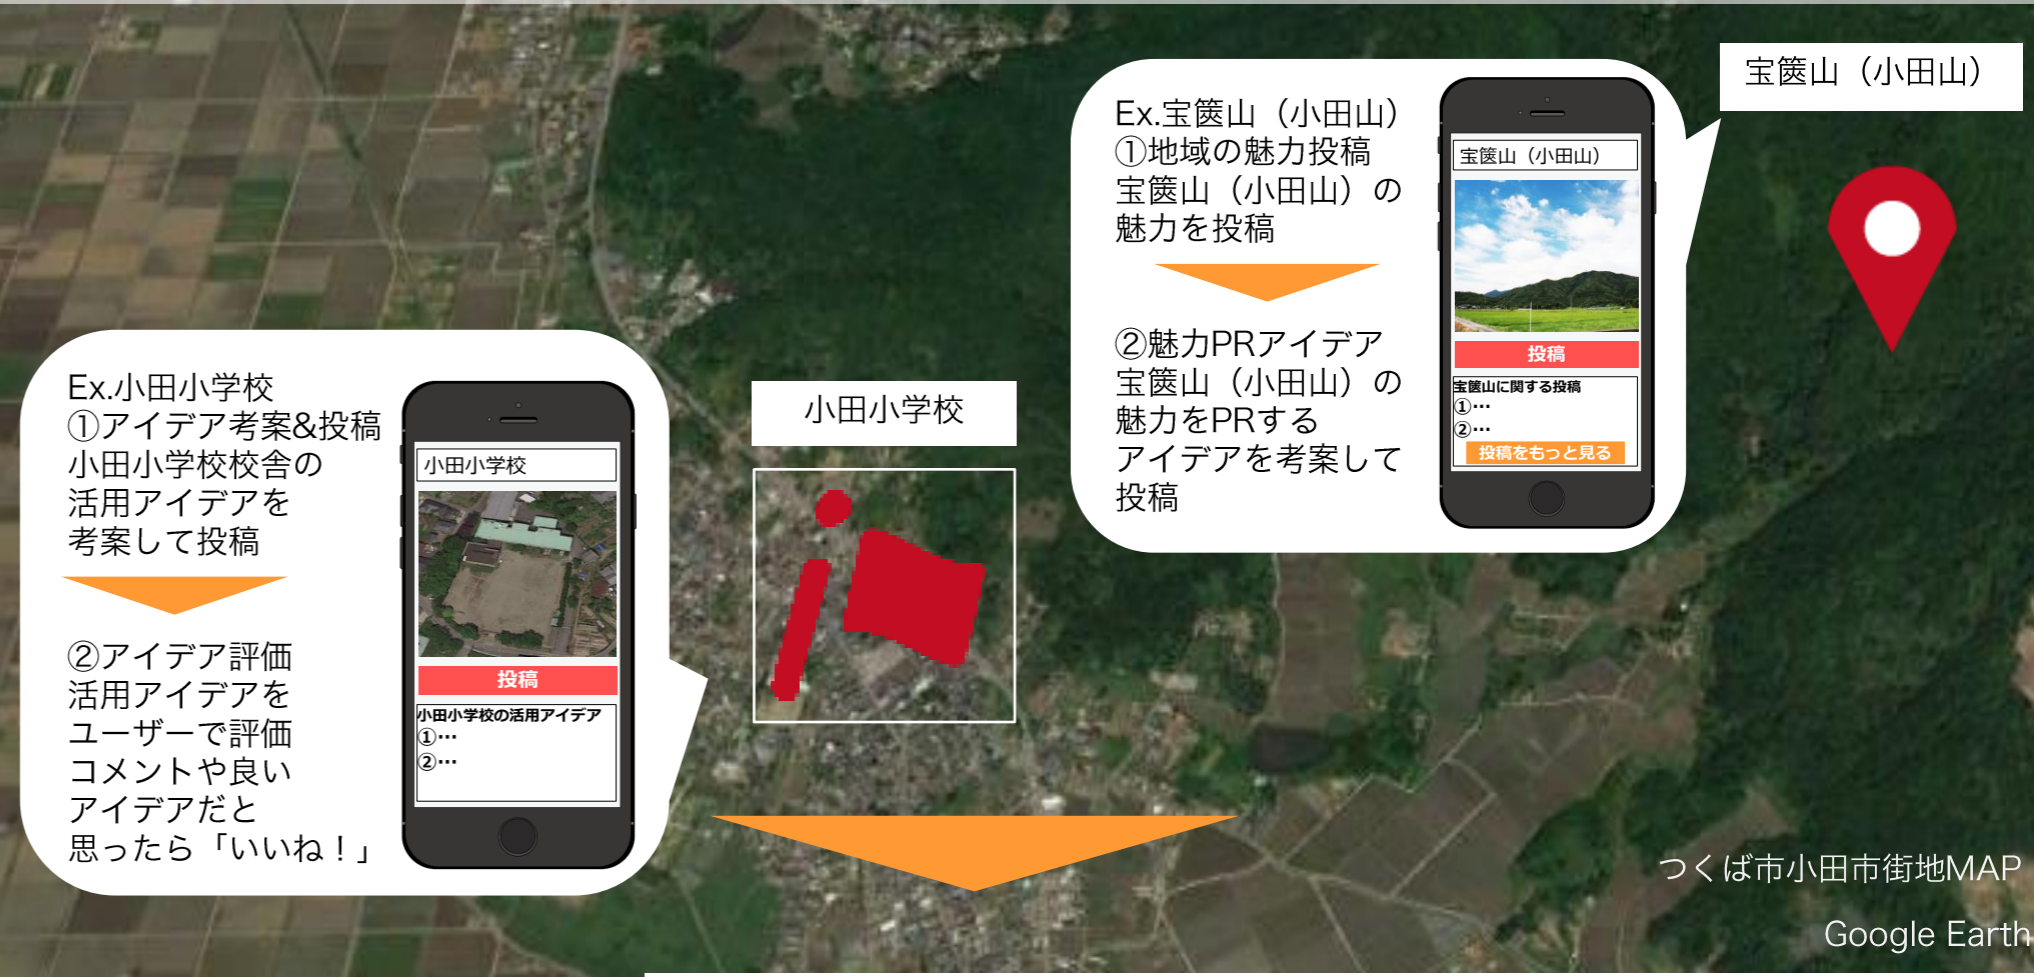 宝篋山（小田山）
Ex.宝篋山（小田山）
①地域の魅力投稿
宝篋山（小田山）の
魅力を投稿
②魅力PRアイデア
宝篋山（小田山）の
魅力をPRする
アイデアを考案して
投稿
宝篋山（小田山）
投稿
宝篋山に関する投稿
①…
②…
投稿をもっと見る
Ex.小田小学校
①アイデア考案&投稿
小田小学校校舎の
活用アイデアを
考案して投稿
②アイデア評価
活用アイデアを
ユーザーで評価
コメントや良い
アイデアだと
思ったら「いいね！」
小田小学校
投稿
小田小学校の活用アイデア
①…
②…
小田小学校
つくば市小田市街地MAP
Google Earth